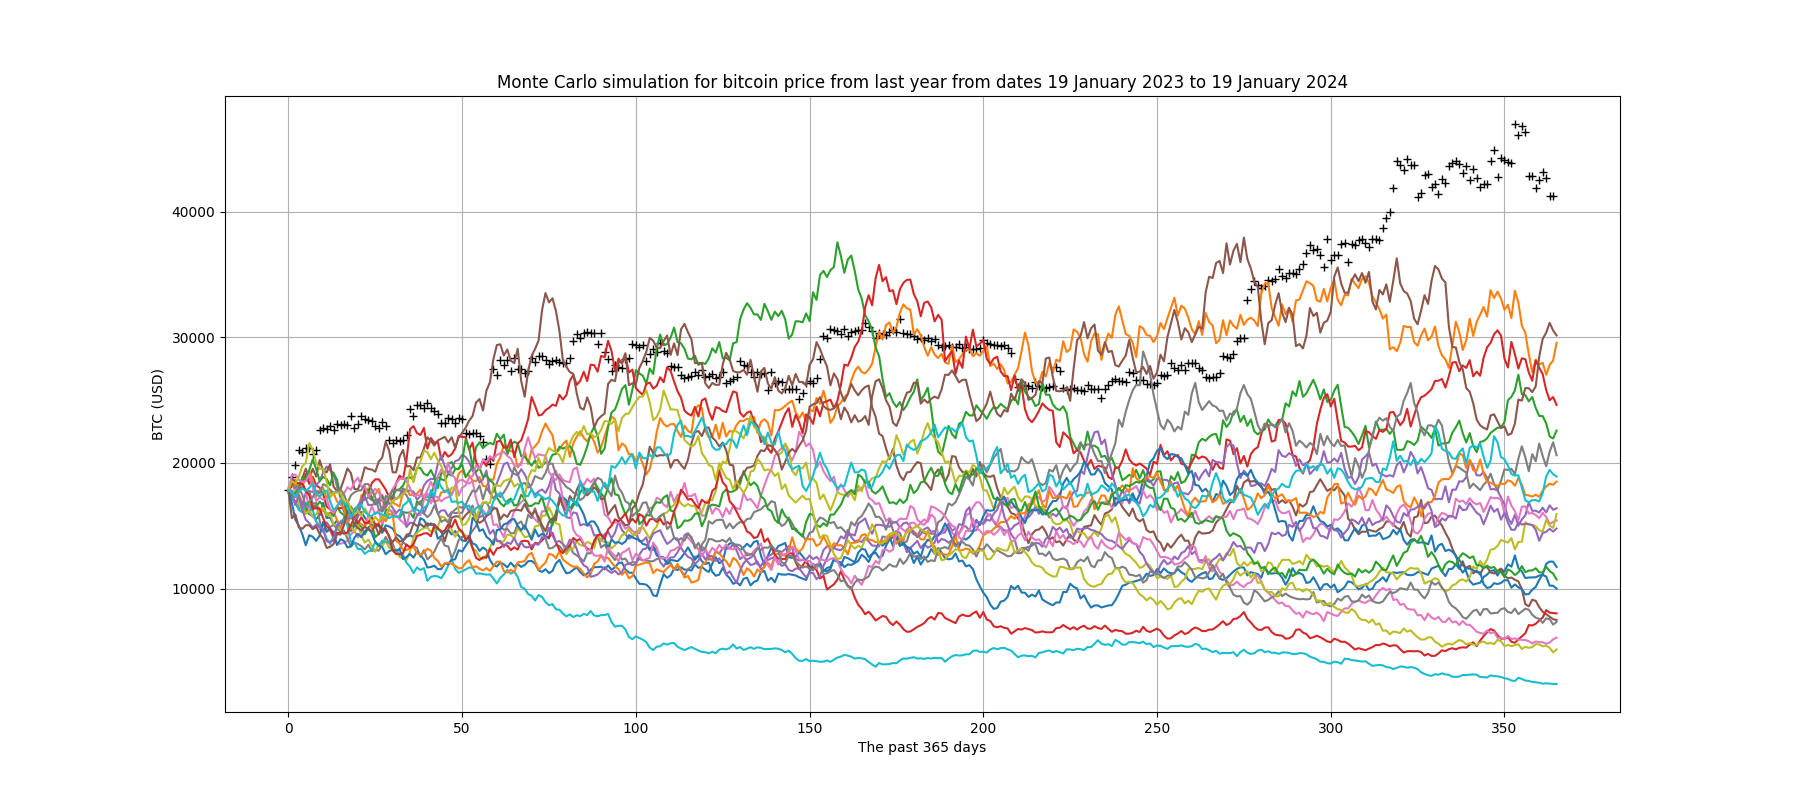 Monte Carlo simulation for bitcoin price from last year from dates 19 January 2023 to 19 January 2024
BTC (USD)
40000
30000
20000
10000
0 50 100 150 200 250 300 350
The past 365 days